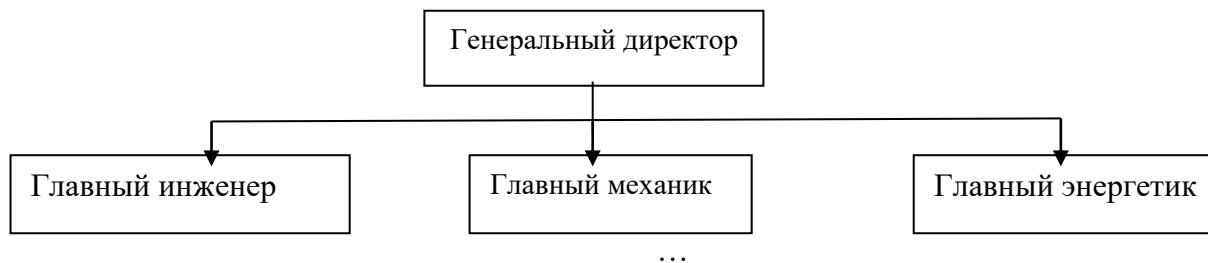 Генеральный директор
Главный инженер
Главный механик
Главный энергетик
…